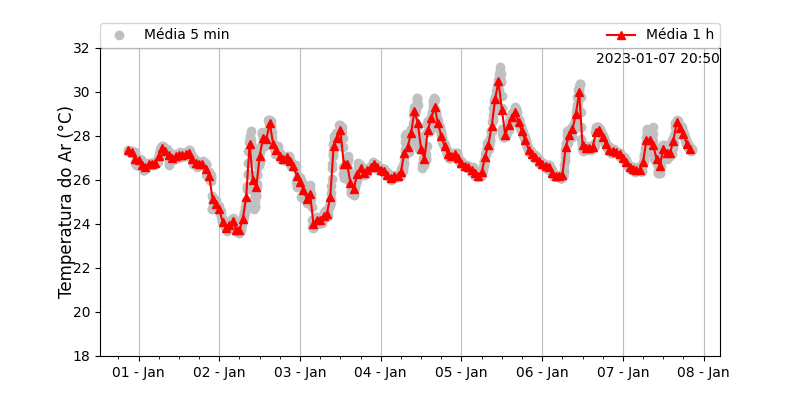 Média 5 min
Média 1 h
2023-01-07 20:50
Temperatura do Ar (°C)
32
30
28
26
24
22
20
18
01 - Jan
02 - Jan
03 - Jan
04 - Jan
05 - Jan
06 - Jan
07 - Jan
08 - Jan